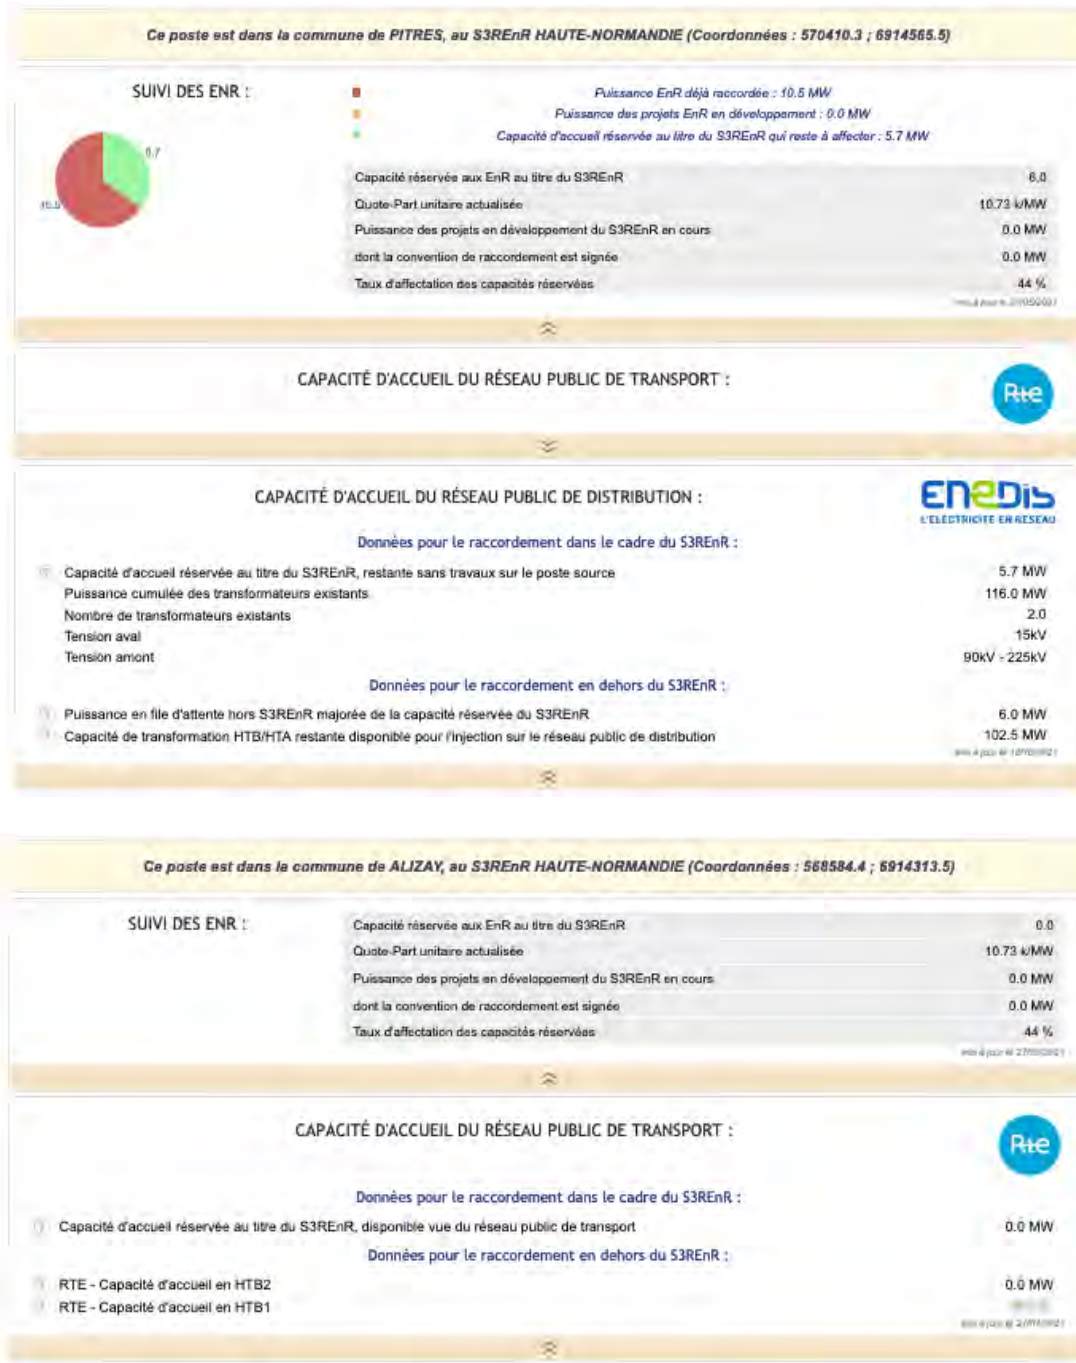 Ce poste est dans la commune de PITRES, au S3REnR HAUTE-NORMANDIE (Coordonnées : 570410.3 ; 6914565.5)
SUIVI DES ENR :
Puissance EnR déjà raccordée : 10.5 MW
Puissance des projets EnR en développement : 0.0 MW
Capacité d'accueil réservée au titre du S3REnR qui reste à affecter : 5.7 MW
5.7
10.5
Capacité réservée aux EnR au titre du S3REnR 6.0
Quote-Part unitaire actualisée 10.73 k/MW
Puissance des projets en développement du S3REnR en cours 0.0 MW
dont la convention de raccordement est signée 0.0 MW
Taux d'affectation des capacités réservées 44 %
CAPACITÉ D'ACCUEIL DU RÉSEAU PUBLIC DE TRANSPORT :
Rte
CAPACITÉ D'ACCUEIL DU RÉSEAU PUBLIC DE DISTRIBUTION :
ENEDIS
L'ELECTRICITE EN RESEAU
Données pour le raccordement dans le cadre du S3REnR :
Capacité d'accueil réservée au titre du S3REnR, restante sans travaux sur le poste source 5.7 MW
Puissance cumulée des transformateurs existants 116.0 MW
Nombre de transformateurs existants 2.0
Tension aval 15kV
Tension amont 90kV - 225kV
Données pour le raccordement en dehors du S3REnR :
Puissance en file d'attente hors S3REnR majorée de la capacité réservée du S3REnR 6.0 MW
Capacité de transformation HTB/HTA restante disponible pour l'injection sur le réseau public de distribution 102.5 MW
Ce poste est dans la commune de ALIZAY, au S3REnR HAUTE-NORMANDIE (Coordonnées : 568584.4 ; 6914313.5)
SUIVI DES ENR :
Capacité réservée aux EnR au titre du S3REnR 0.0
Quote-Part unitaire actualisée 10.73 k/MW
Puissance des projets en développement du S3REnR en cours 0.0 MW
dont la convention de raccordement est signée 0.0 MW
Taux d'affectation des capacités réservées 44 %
CAPACITÉ D'ACCUEIL DU RÉSEAU PUBLIC DE TRANSPORT :
Rte
Données pour le raccordement dans le cadre du S3REnR :
Capacité d'accueil réservée au titre du S3REnR, disponible vue du réseau public de transport 0.0 MW
Données pour le raccordement en dehors du S3REnR :
RTE - Capacité d'accueil en HTB2 0.0 MW
RTE - Capacité d'accueil en HTB1